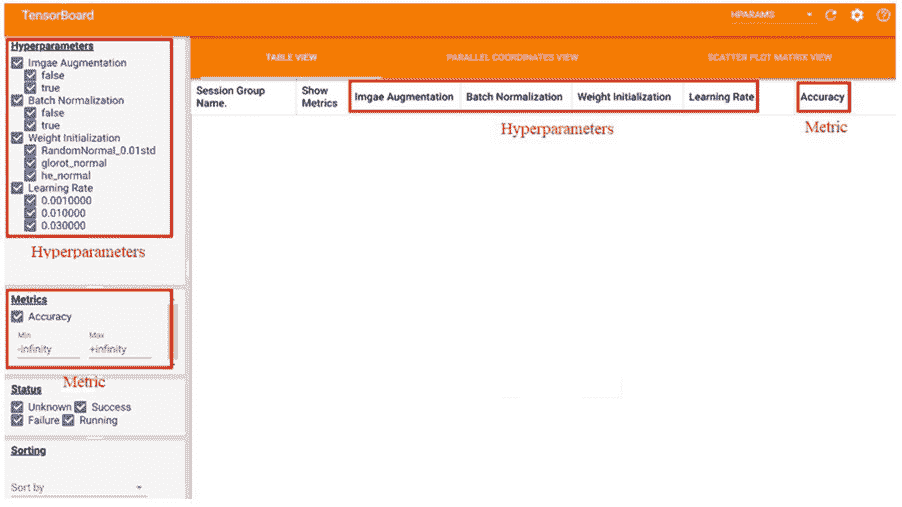 TensorBoard
HPARAMS
Hyperparameters
Imgae Augmentation
false
true
Batch Normalization
false
true
Weight Initialization
RandomNormal_0.01std
glorot_normal
he_normal
Learning Rate
0.0010000
0.010000
0.030000
Hyperparameters
Metrics
Accuracy
Min Max
-infinity +infinity
Metric
Status
Unknown Success
Failure Running
Sorting
Sort by
TABLE VIEW PARALLEL COORDINATES VIEW SCATTER PLOT MATRIX VIEW
Session Group Name. Show Metrics Imgae Augmentation Batch Normalization Weight Initialization Learning Rate Accuracy
Hyperparameters Metric